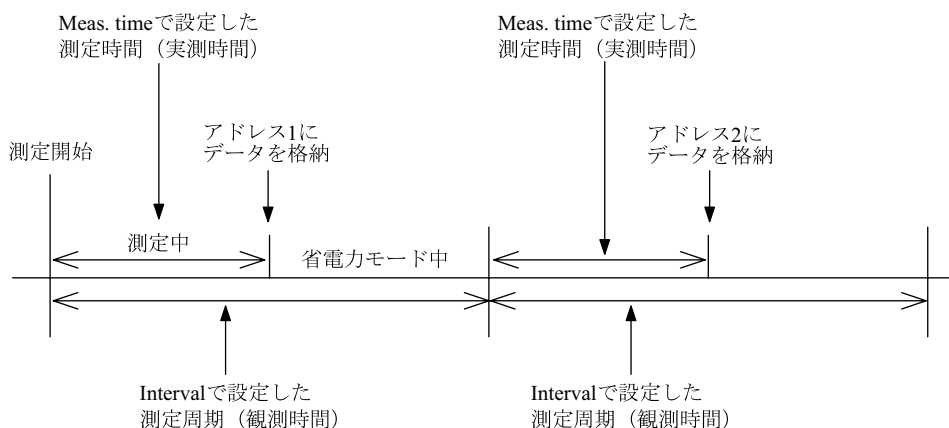 Meas. timeで設定した
測定時間（実測時間）
Meas. timeで設定した
測定時間（実測時間）
測定開始
アドレス1に
データを格納
アドレス2に
データを格納
測定中
省電力モード中
Intervalで設定した
測定周期（観測時間）
Intervalで設定した
測定周期（観測時間）